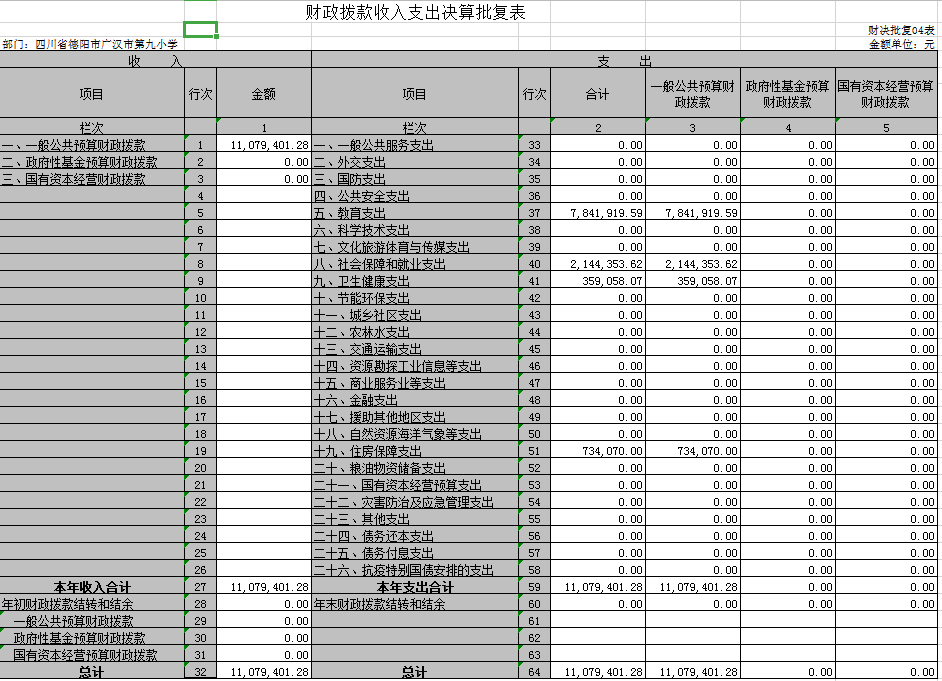 财政拨款收入支出决算批复表
财决批复04表
部门：四川省德阳市广汉市第九小学 金额单位：元
收 入 支 出
项目 行次 金额 项目 行次 合计 一般公共预算财政拨款 政府性基金预算财政拨款 国有资本经营预算财政拨款
栏次 1 栏次 2 3 4 5
一、一般公共预算财政拨款 1 11,079,401.28 一、一般公共服务支出 33 0.00 0.00 0.00 0.00
二、政府性基金预算财政拨款 2 0.00 二、外交支出 34 0.00 0.00 0.00 0.00
三、国有资本经营财政拨款 3 0.00 三、国防支出 35 0.00 0.00 0.00 0.00
4 四、公共安全支出 36 0.00 0.00 0.00 0.00
5 五、教育支出 37 7,841,919.59 7,841,919.59 0.00 0.00
6 六、科学技术支出 38 0.00 0.00 0.00 0.00
7 七、文化旅游体育与传媒支出 39 0.00 0.00 0.00 0.00
8 八、社会保障和就业支出 40 2,144,353.62 2,144,353.62 0.00 0.00
9 九、卫生健康支出 41 359,058.07 359,058.07 0.00 0.00
10 十、节能环保支出 42 0.00 0.00 0.00 0.00
11 十一、城乡社区支出 43 0.00 0.00 0.00 0.00
12 十二、农林水支出 44 0.00 0.00 0.00 0.00
13 十三、交通运输支出 45 0.00 0.00 0.00 0.00
14 十四、资源勘探工业信息等支出 46 0.00 0.00 0.00 0.00
15 十五、商业服务业等支出 47 0.00 0.00 0.00 0.00
16 十六、金融支出 48 0.00 0.00 0.00 0.00
17 十七、援助其他地区支出 49 0.00 0.00 0.00 0.00
18 十八、自然资源海洋气象等支出 50 0.00 0.00 0.00 0.00
19 十九、住房保障支出 51 734,070.00 734,070.00 0.00 0.00
20 二十、粮油物资储备支出 52 0.00 0.00 0.00 0.00
21 二十一、国有资本经营预算支出 53 0.00 0.00 0.00 0.00
22 二十二、灾害防治及应急管理支出 54 0.00 0.00 0.00 0.00
23 二十三、其他支出 55 0.00 0.00 0.00 0.00
24 二十四、债务还本支出 56 0.00 0.00 0.00 0.00
25 二十五、债务付息支出 57 0.00 0.00 0.00 0.00
26 二十六、抗疫特别国债安排的支出 58 0.00 0.00 0.00 0.00
本年收入合计 27 11,079,401.28 本年支出合计 59 11,079,401.28 11,079,401.28 0.00 0.00
年初财政拨款结转和结余 28 0.00 年末财政拨款结转和结余 60 0.00 0.00 0.00 0.00
一般公共预算财政拨款 29 0.00 61
政府性基金预算财政拨款 30 0.00 62
国有资本经营预算财政拨款 31 0.00 63
总计 32 11,079,401.28 总计 64 11,079,401.28 11,079,401.28 0.00 0.00